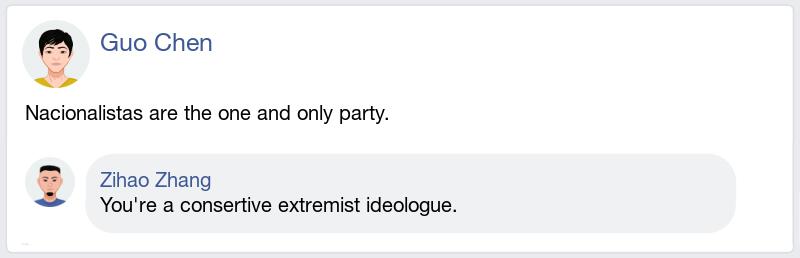 Guo Chen
Nacionalistas are the one and only party.
Zihao Zhang
You're a consertive extremist ideologue.